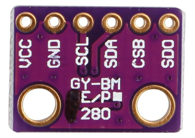 VCC GND SCL SDA CSB SDO
GY-BM
E/P
280